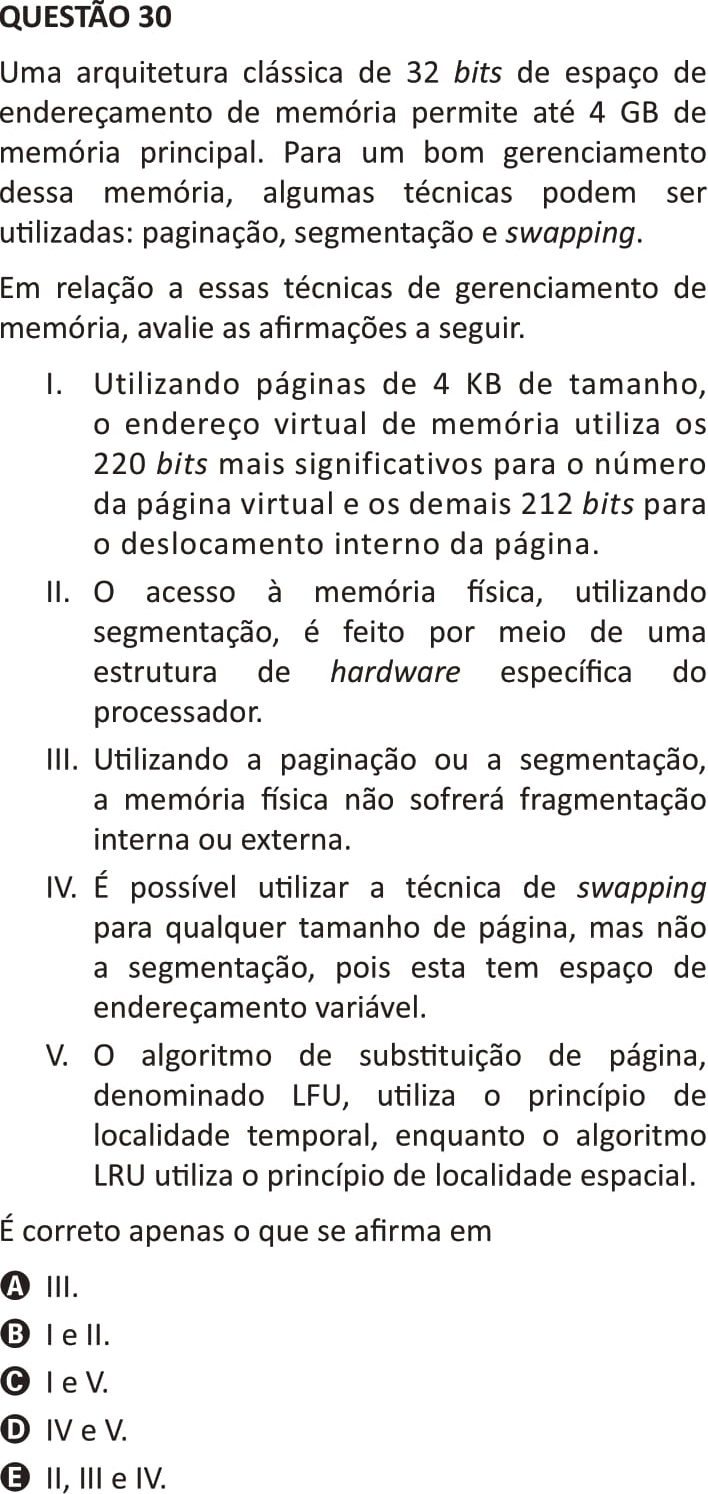 QUESTÃO 30
Uma arquitetura clássica de 32 bits de espaço de
endereçamento de memória permite até 4 GB de
memória principal. Para um bom gerenciamento
dessa memória, algumas técnicas podem ser
utilizadas: paginação, segmentação e swapping.
Em relação a essas técnicas de gerenciamento de
memória, avalie as afirmações a seguir.
I. Utilizando páginas de 4 KB de tamanho,
o endereço virtual de memória utiliza os
220 bits mais significativos para o número
da página virtual e os demais 212 bits para
o deslocamento interno da página.
II. O acesso à memória física, utilizando
segmentação, é feito por meio de uma
estrutura de hardware específica do
processador.
III. Utilizando a paginação ou a segmentação,
a memória física não sofrerá fragmentação
interna ou externa.
IV. É possível utilizar a técnica de swapping
para qualquer tamanho de página, mas não
a segmentação, pois esta tem espaço de
endereçamento variável.
V. O algoritmo de substituição de página,
denominado LFU, utiliza o princípio de
localidade temporal, enquanto o algoritmo
LRU utiliza o princípio de localidade espacial.
É correto apenas o que se afirma em
A III.
B I e II.
C I e V.
D IV e V.
E II, III e IV.